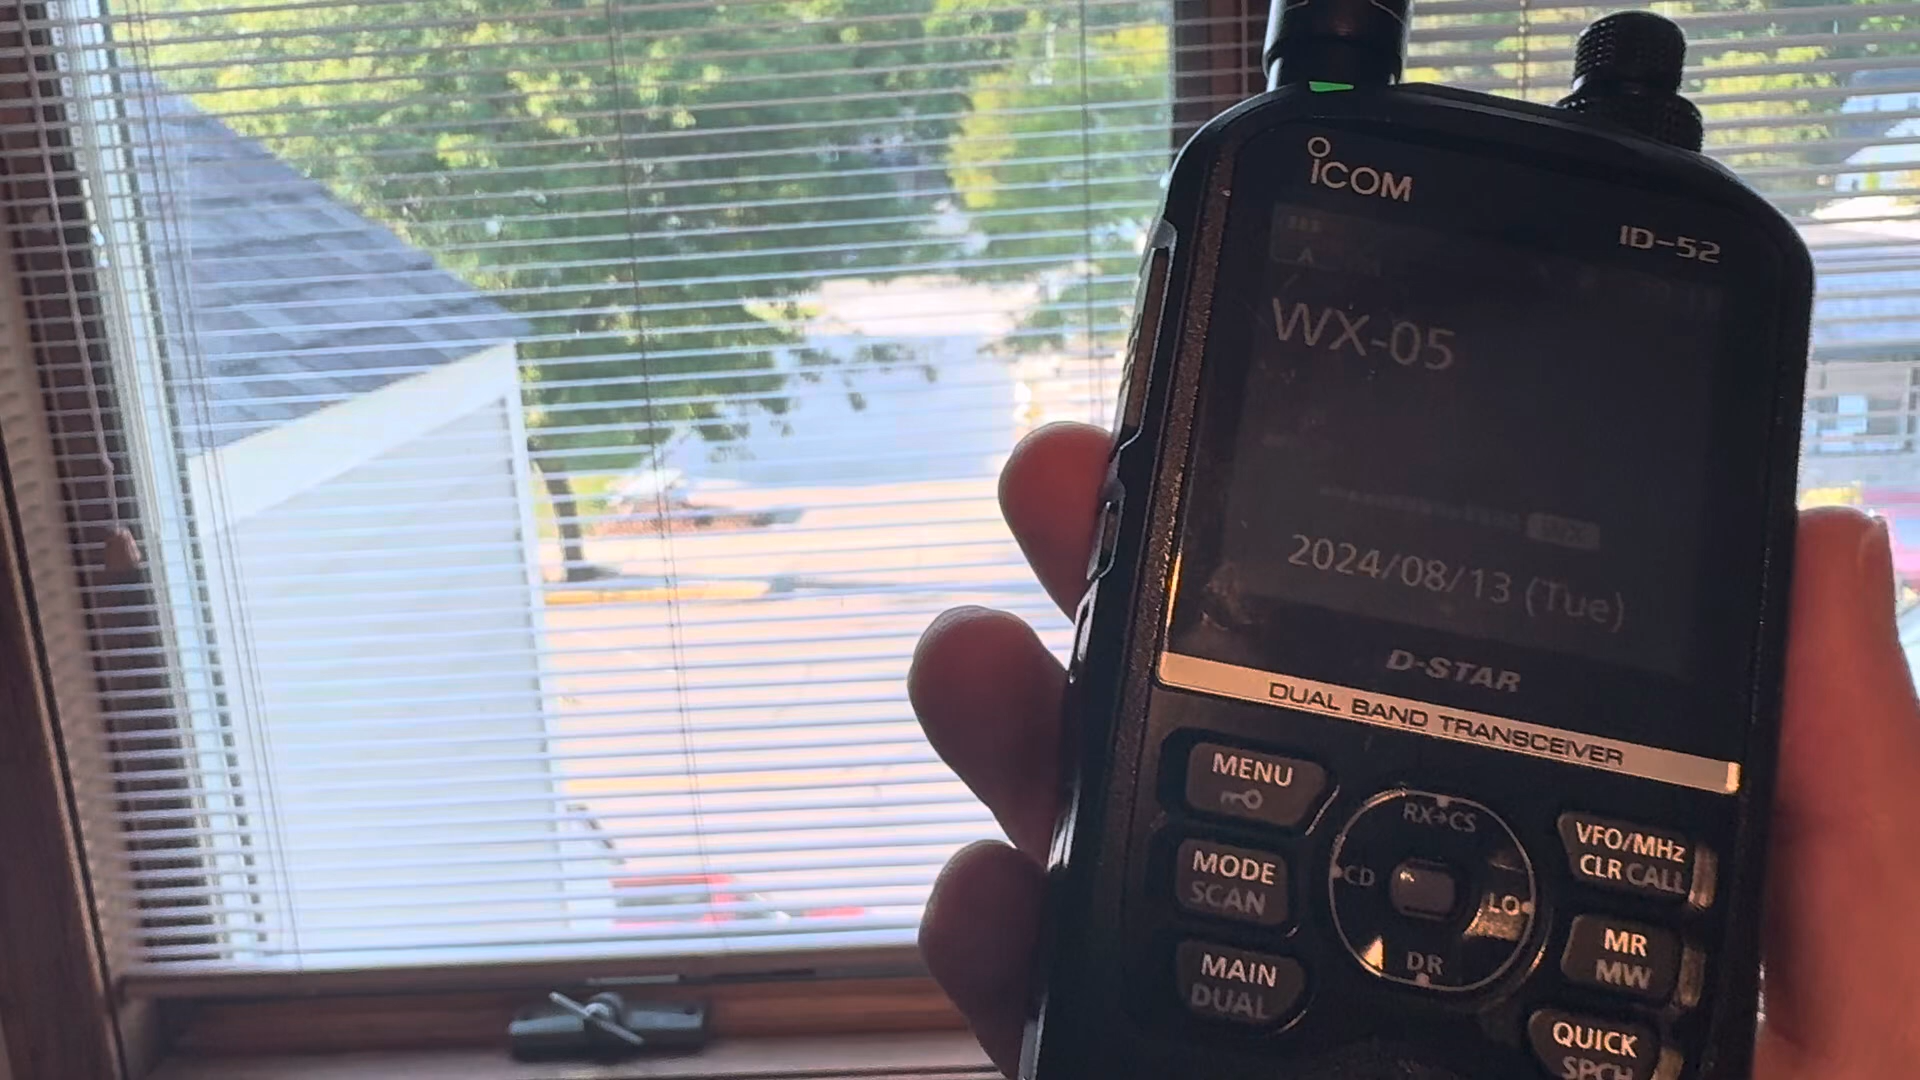 ICOM
ID-52
WX-05
2024/08/13 (Tue)
D-STAR
DUAL BAND TRANSCEIVER
MENU
RX→CS
VFO/MHz
CLR CALL
MODE
SCAN
CD
LO
MR
MW
MAIN
DUAL
DR
QUICK
SPCH